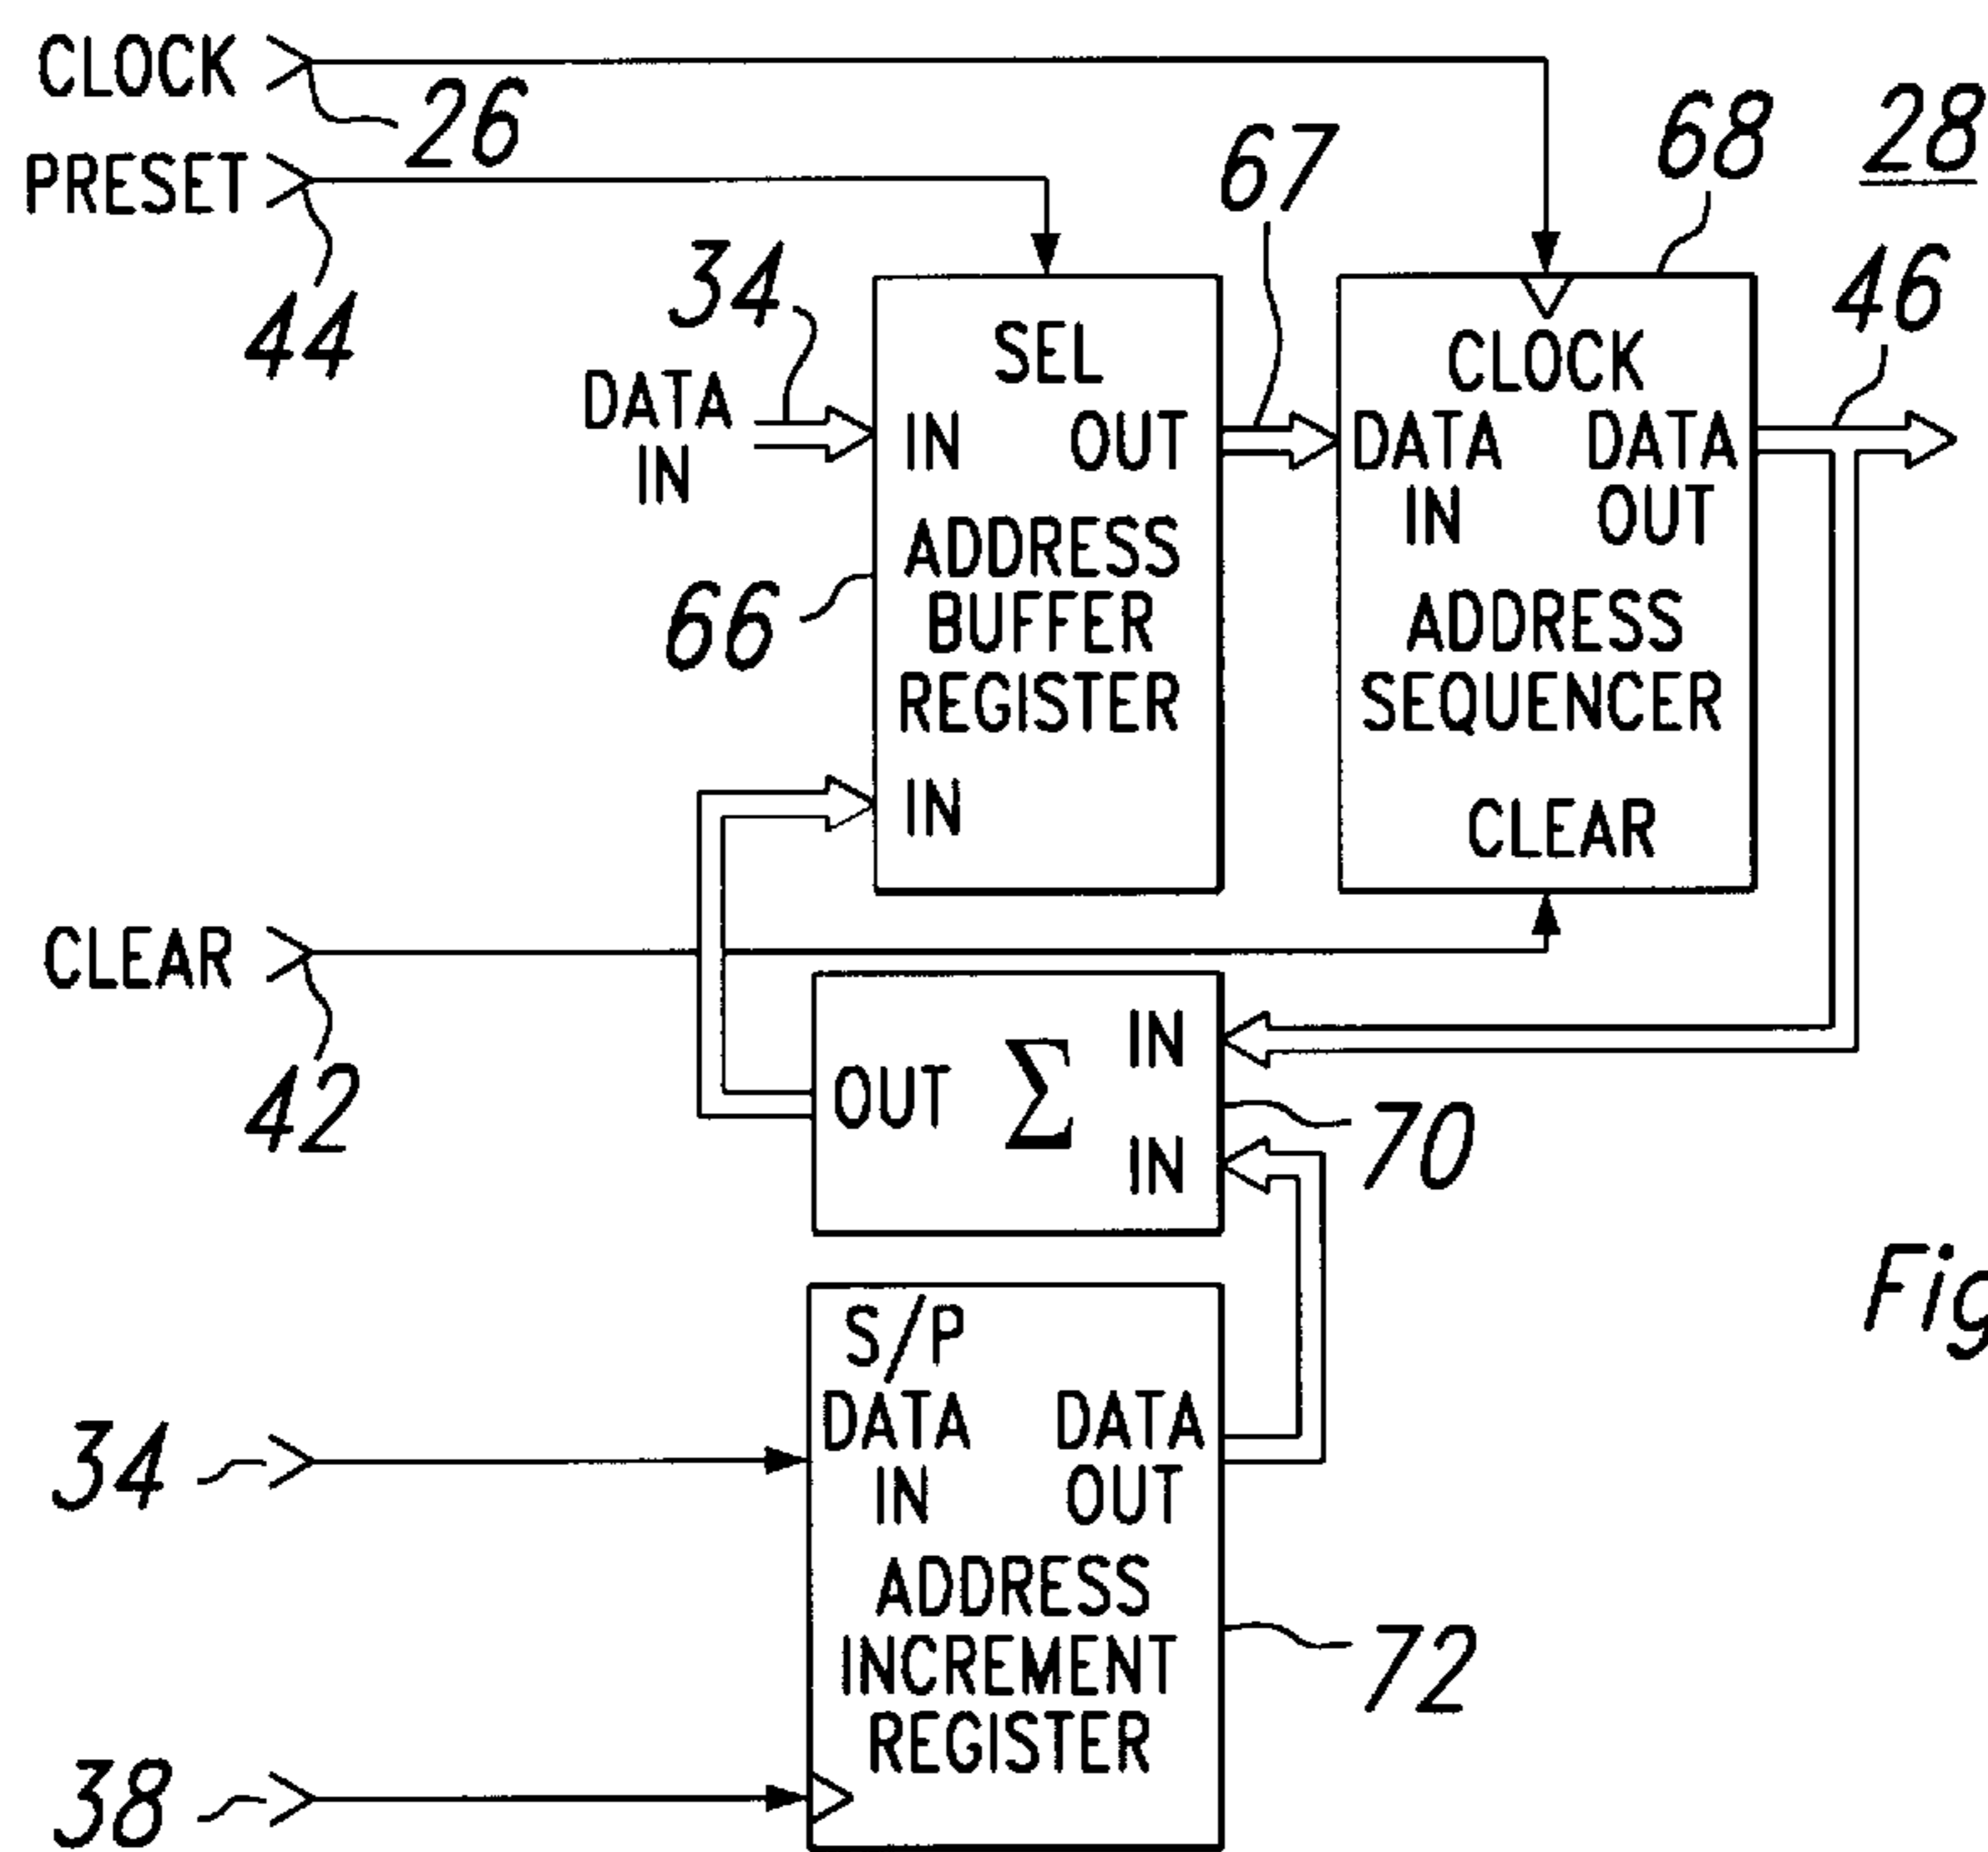 CLOCK
26
PRESET
44
34
DATA
IN
67
68
28
46
SEL
IN OUT
ADDRESS
BUFFER
REGISTER
IN
66
CLOCK
DATA DATA
IN OUT
ADDRESS
SEQUENCER
CLEAR
CLEAR
42
OUT Σ IN
IN
70
Fig
S/P
DATA DATA
IN OUT
ADDRESS
INCREMENT
REGISTER
34
72
38